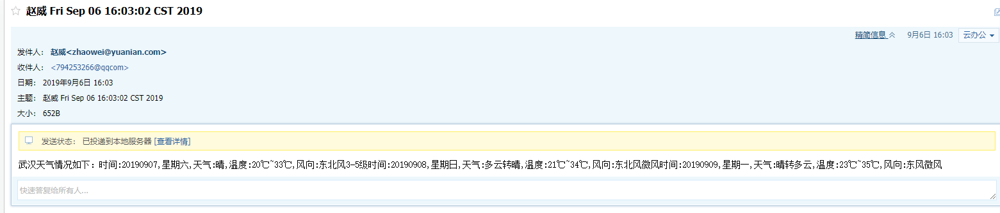 赵威 Fri Sep 06 16:03:02 CST 2019
精简信息 9月6日 16:03 云办公
发件人： 赵威<zhaowei@yuanian.com>
收件人： <794253266@qqcom>
日期： 2019年9月6日 16:03
主题： 赵威 Fri Sep 06 16:03:02 CST 2019
大小： 652B
发送状态： 已投递到本地服务器 [查看详情]
武汉天气情况如下：时间:20190907,星期六,天气:晴,温度:20℃~33℃,风向:东北风3-5级时间:20190908,星期日,天气:多云转晴,温度:21℃~34℃,风向:东北风微风时间:20190909,星期一,天气:晴转多云,温度:23℃~35℃,风向:东风微风
快速答复给所有人...